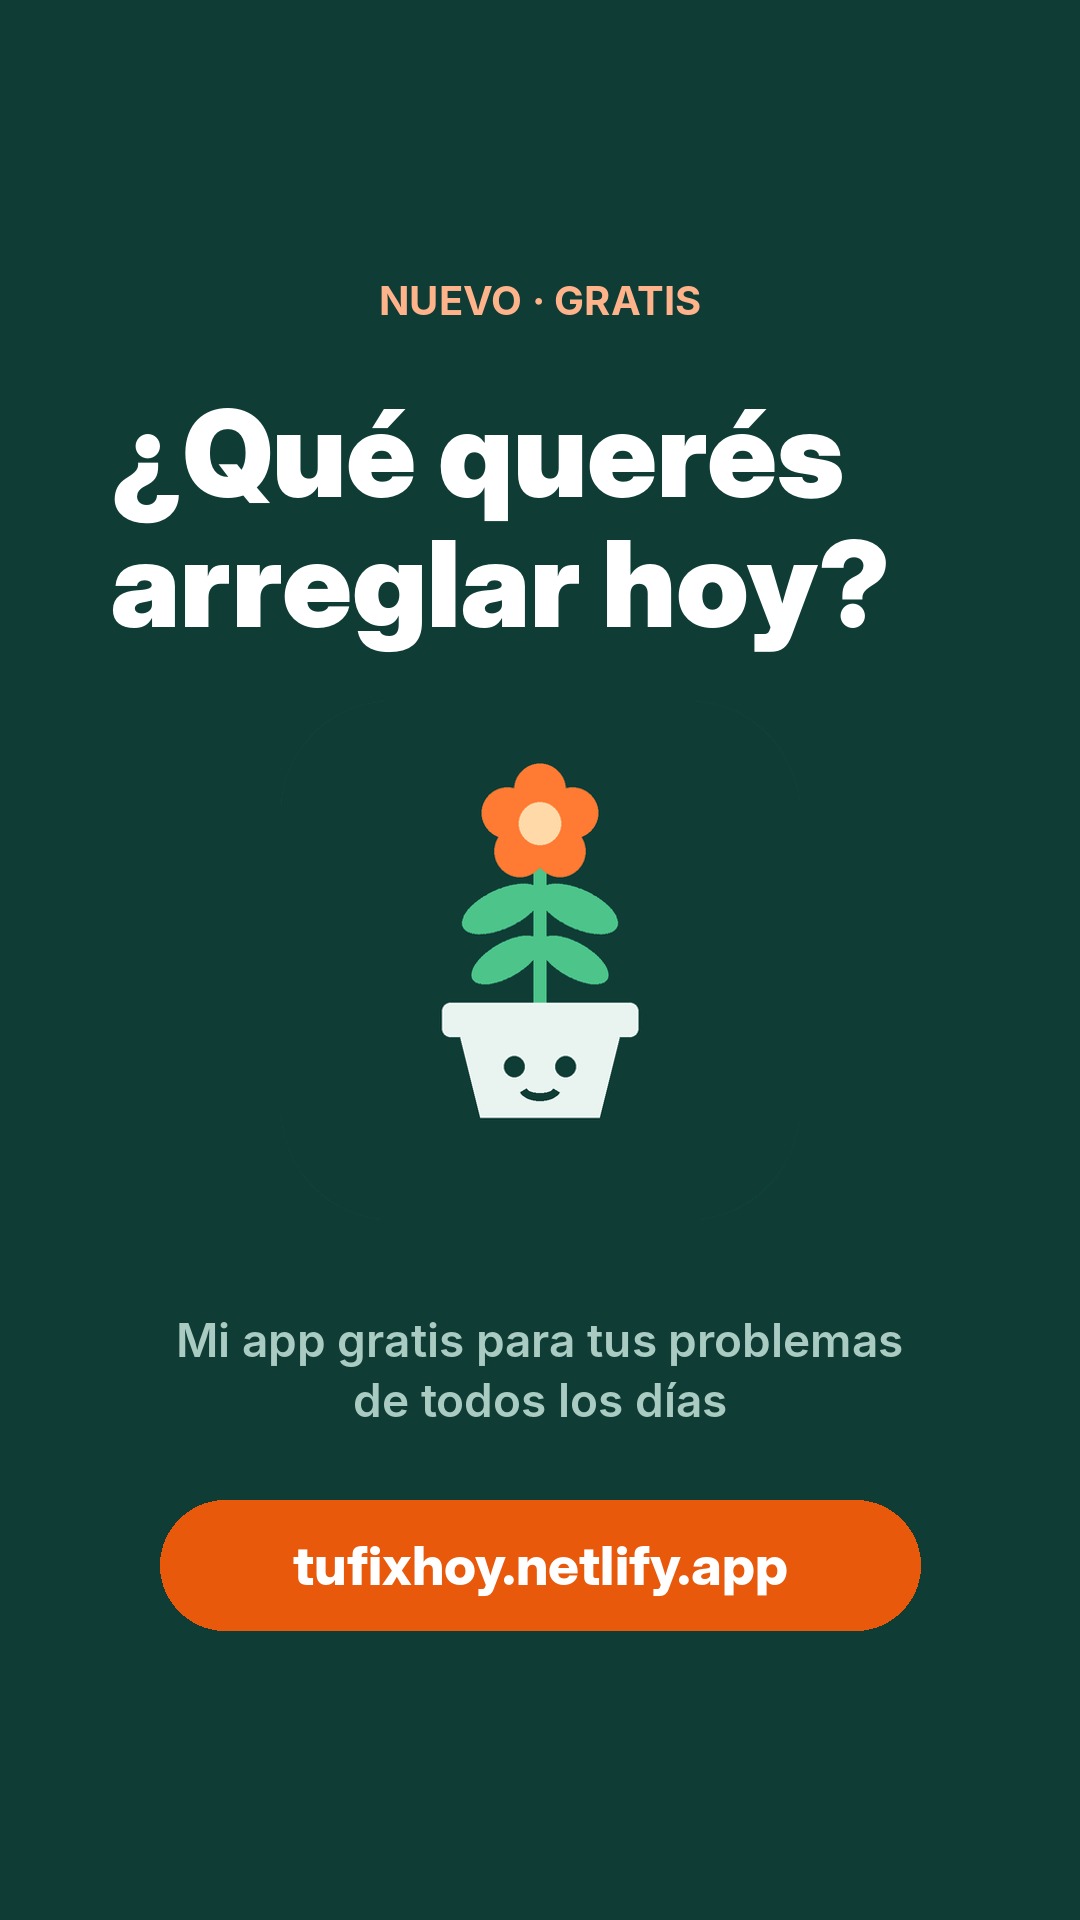 NUEVO · GRATIS
¿Qué querés
arreglar hoy?
Mi app gratis para tus problemas
de todos los días
tufixhoy.netlify.app